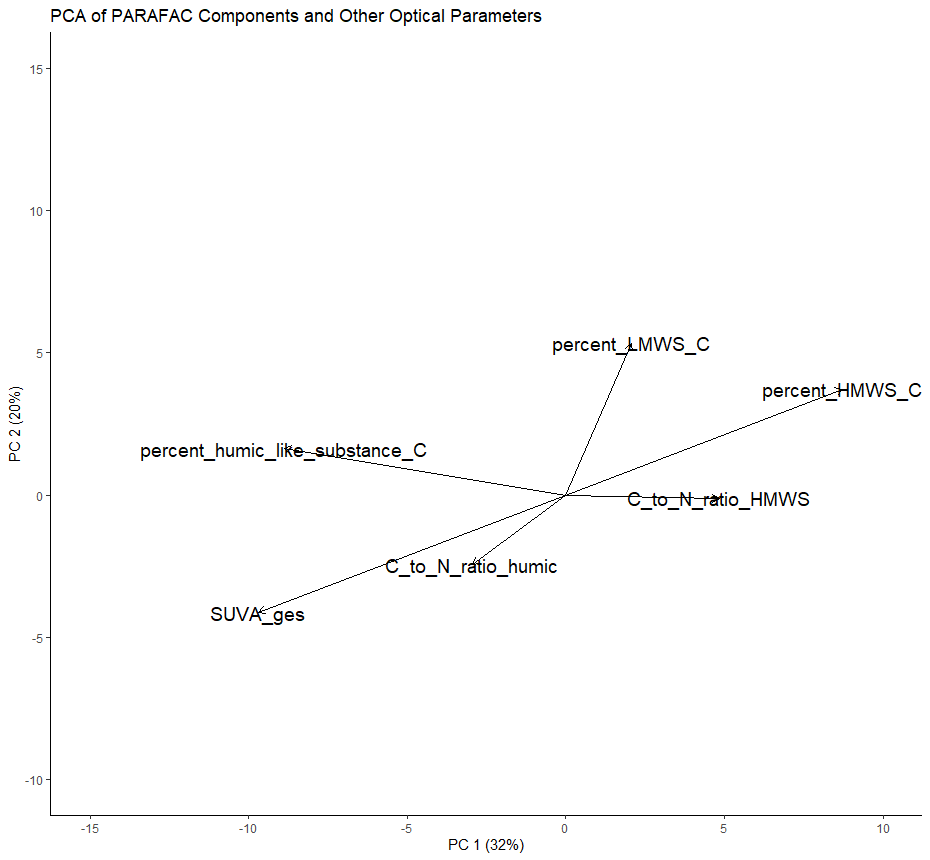 PCA of PARAFAC Components and Other Optical Parameters
15
10
5
0
-5
-10
PC 2 (20%)
percent_LMWS_C
percent_HMWS_C
percent_humic_like_substance_C
C_to_N_ratio_HMWS
C_to_N_ratio_humic
SUVA_ges
-15
-10
-5
0
5
10
PC 1 (32%)